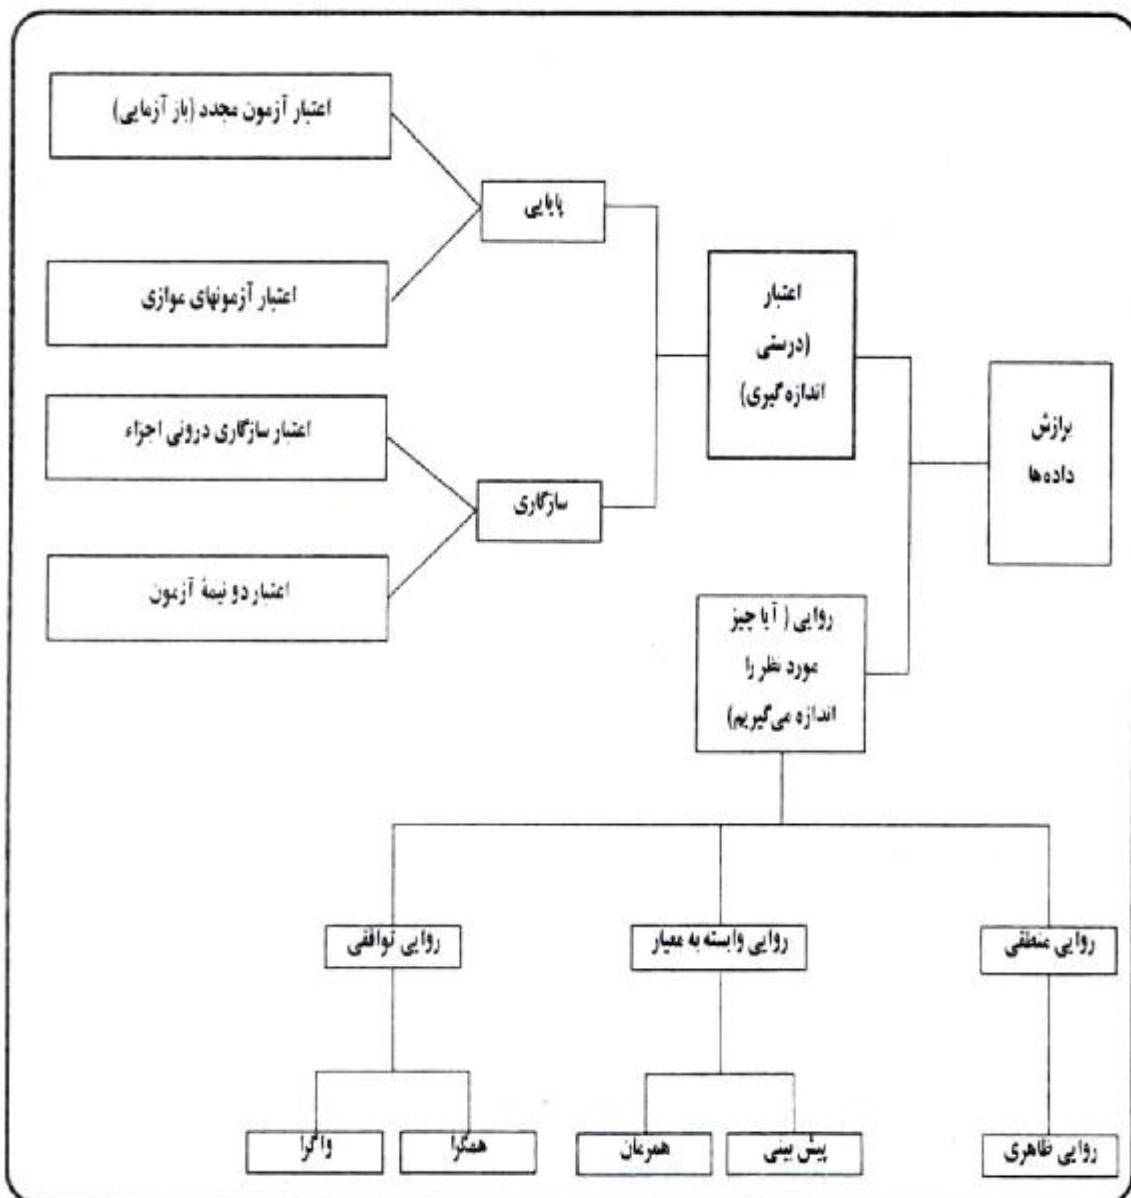 برازش
داده‌ها
اعتبار
(درستی
اندازه‌گیری)
پایایی
اعتبار آزمون مجدد (باز آزمایی)
اعتبار آزمونهای موازی
سازگاری
اعتبار سازگاری درونی اجزاء
اعتبار دو نیمهٔ آزمون
روایی ( آیا چیز
مورد نظر را
اندازه می‌گیریم)
روایی منطقی
روایی وابسته به معیار
روایی توافقی
روایی ظاهری
پیش بینی
همزمان
همگرا
واگرا